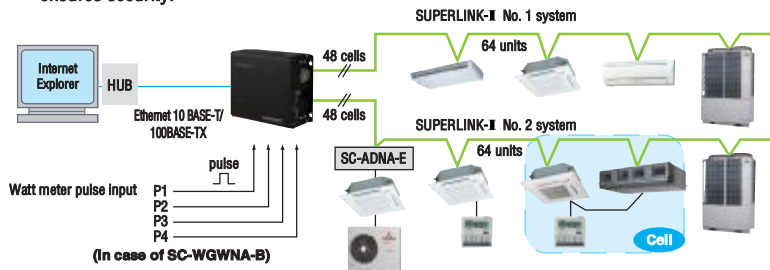 ensures security.
SUPERLINK-Ⅱ No. 1 system
48 cells
64 units
Internet
Explorer
HUB
Ethernet 10 BASE-T/
100BASE-TX
48 cells
SUPERLINK-Ⅱ No. 2 system
64 units
SC-ADNA-E
pulse
Watt meter pulse input
P1
P2
P3
P4
(In case of SC-WGWNA-B)
Cell